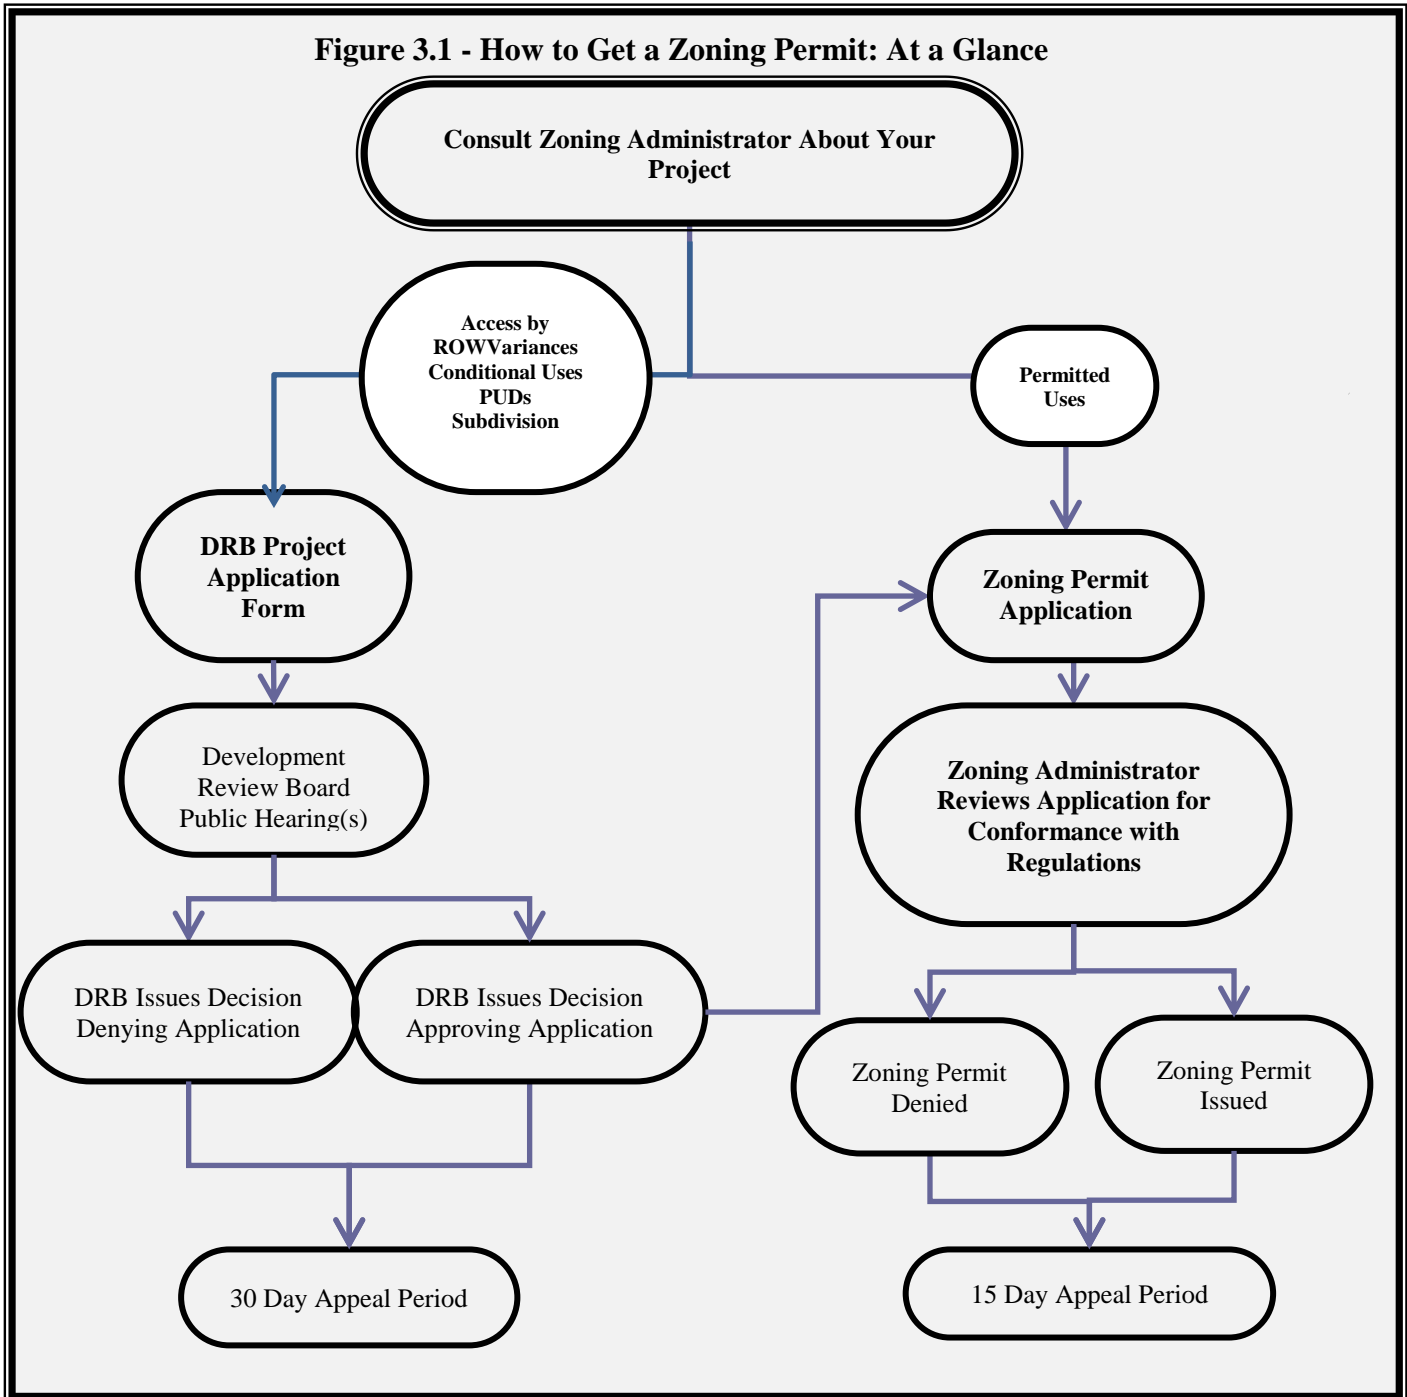 Figure 3.1 - How to Get a Zoning Permit: At a Glance
Consult Zoning Administrator About Your
Project
Access by
ROWVariances
Conditional Uses
PUDs
Subdivision
Permitted
Uses
DRB Project
Application
Form
Zoning Permit
Application
Development
Review Board
Public Hearing(s)
Zoning Administrator
Reviews Application for
Conformance with
Regulations
DRB Issues Decision
Denying Application
DRB Issues Decision
Approving Application
Zoning Permit
Denied
Zoning Permit
Issued
30 Day Appeal Period
15 Day Appeal Period